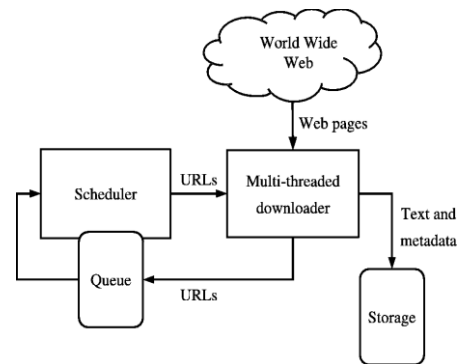 World Wide
Web
Web pages
URLs
Scheduler
Multi-threaded
downloader
Text and
metadata
Queue
URLs
Storage